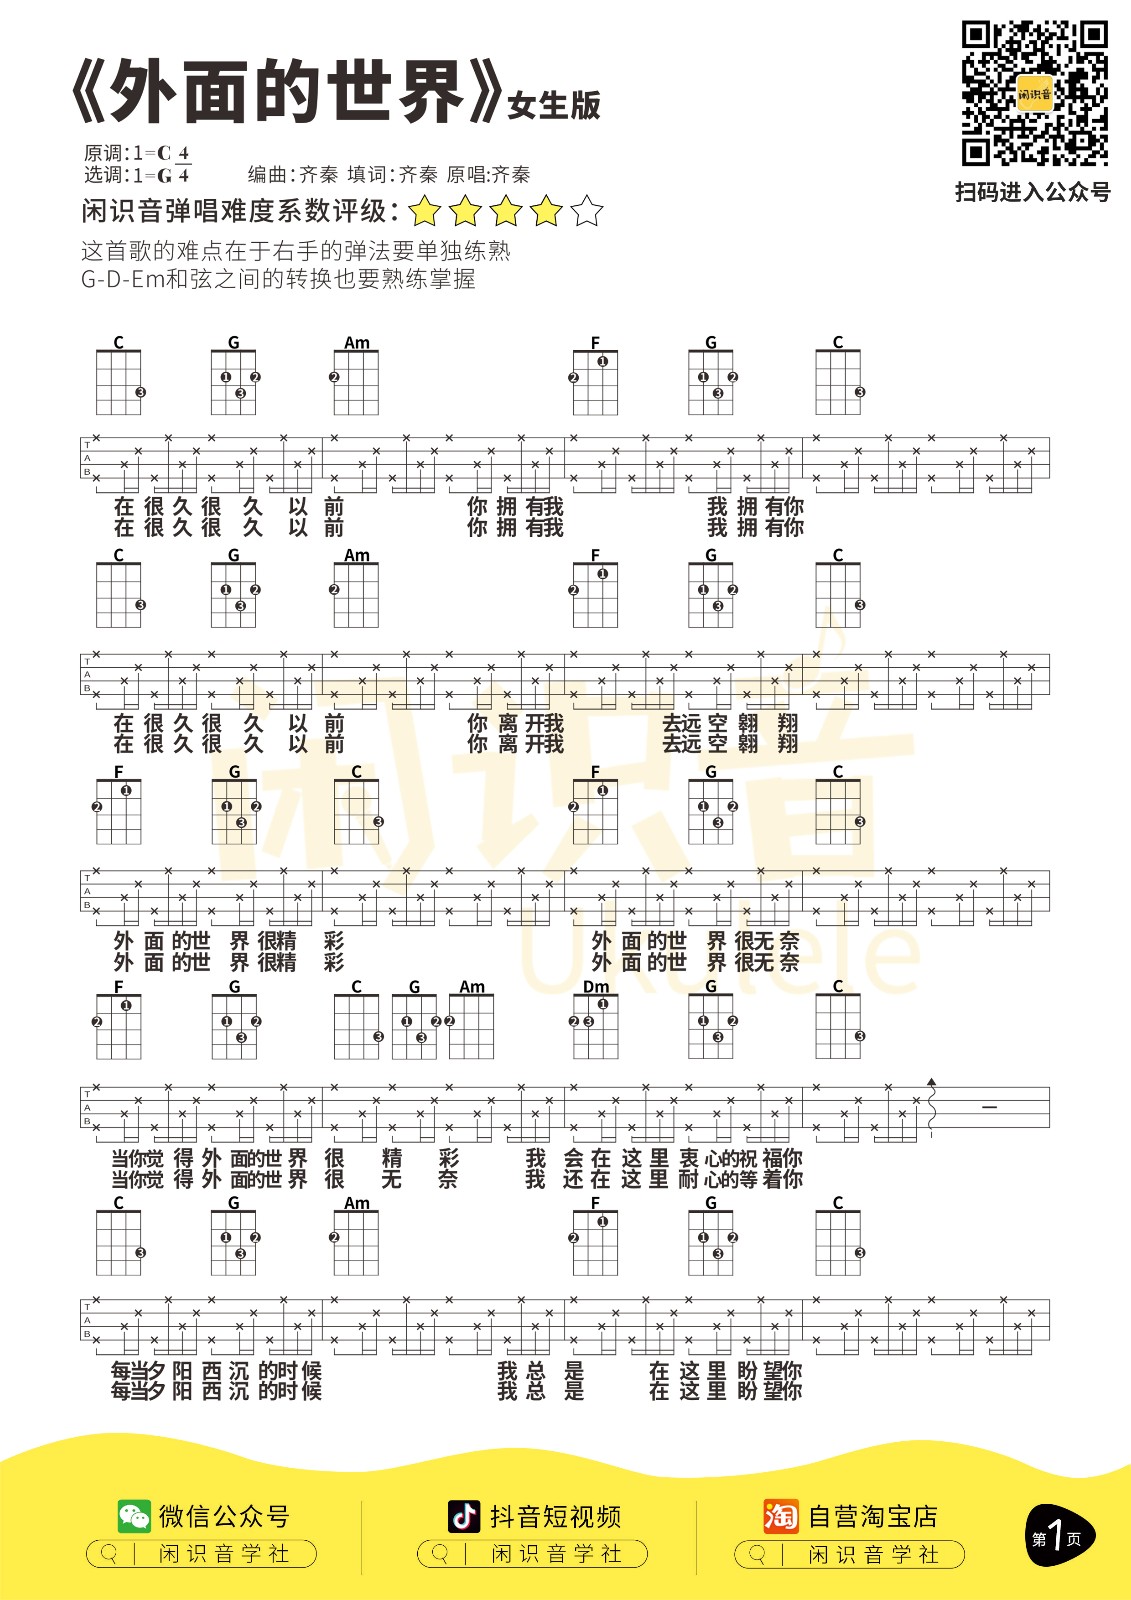 《外面的世界》女生版
闲识音
扫码进入公众号
原调:1=C 4/4
选调:1=G
编曲:齐秦 填词:齐秦 原唱:齐秦
闲识音弹唱难度系数评级:
这首歌的难点在于右手的弹法要单独练熟
G-D-Em和弦之间的转换也要熟练掌握
C G Am F G C
T
A
B
在很久很久以前 你拥有我 我拥有你
在很久很久以前 你拥有我 我拥有你
C G Am F G C
T
A
B
在很久很久以前 你离开我 去远空翱翔
在很久很久以前 你离开我 去远空翱翔
F G C F G C
T
A
B
外面的世界很精彩 外面的世界很无奈
外面的世界很精彩 外面的世界很无奈
F G C G Am Dm G C
T
A
B
当你觉得外面的世界很精彩 我会在这里衷心的祝福你
当你觉得外面的世界很无奈 我还在这里耐心的等着你
C G Am F G C
T
A
B
每当夕阳西沉的时候 我总是在这里盼望你
每当夕阳西沉的时候 我总是在这里盼望你
闲识音
Ukulele
微信公众号 抖音短视频 淘 自营淘宝店
闲识音学社 闲识音学社 闲识音学社
第1页